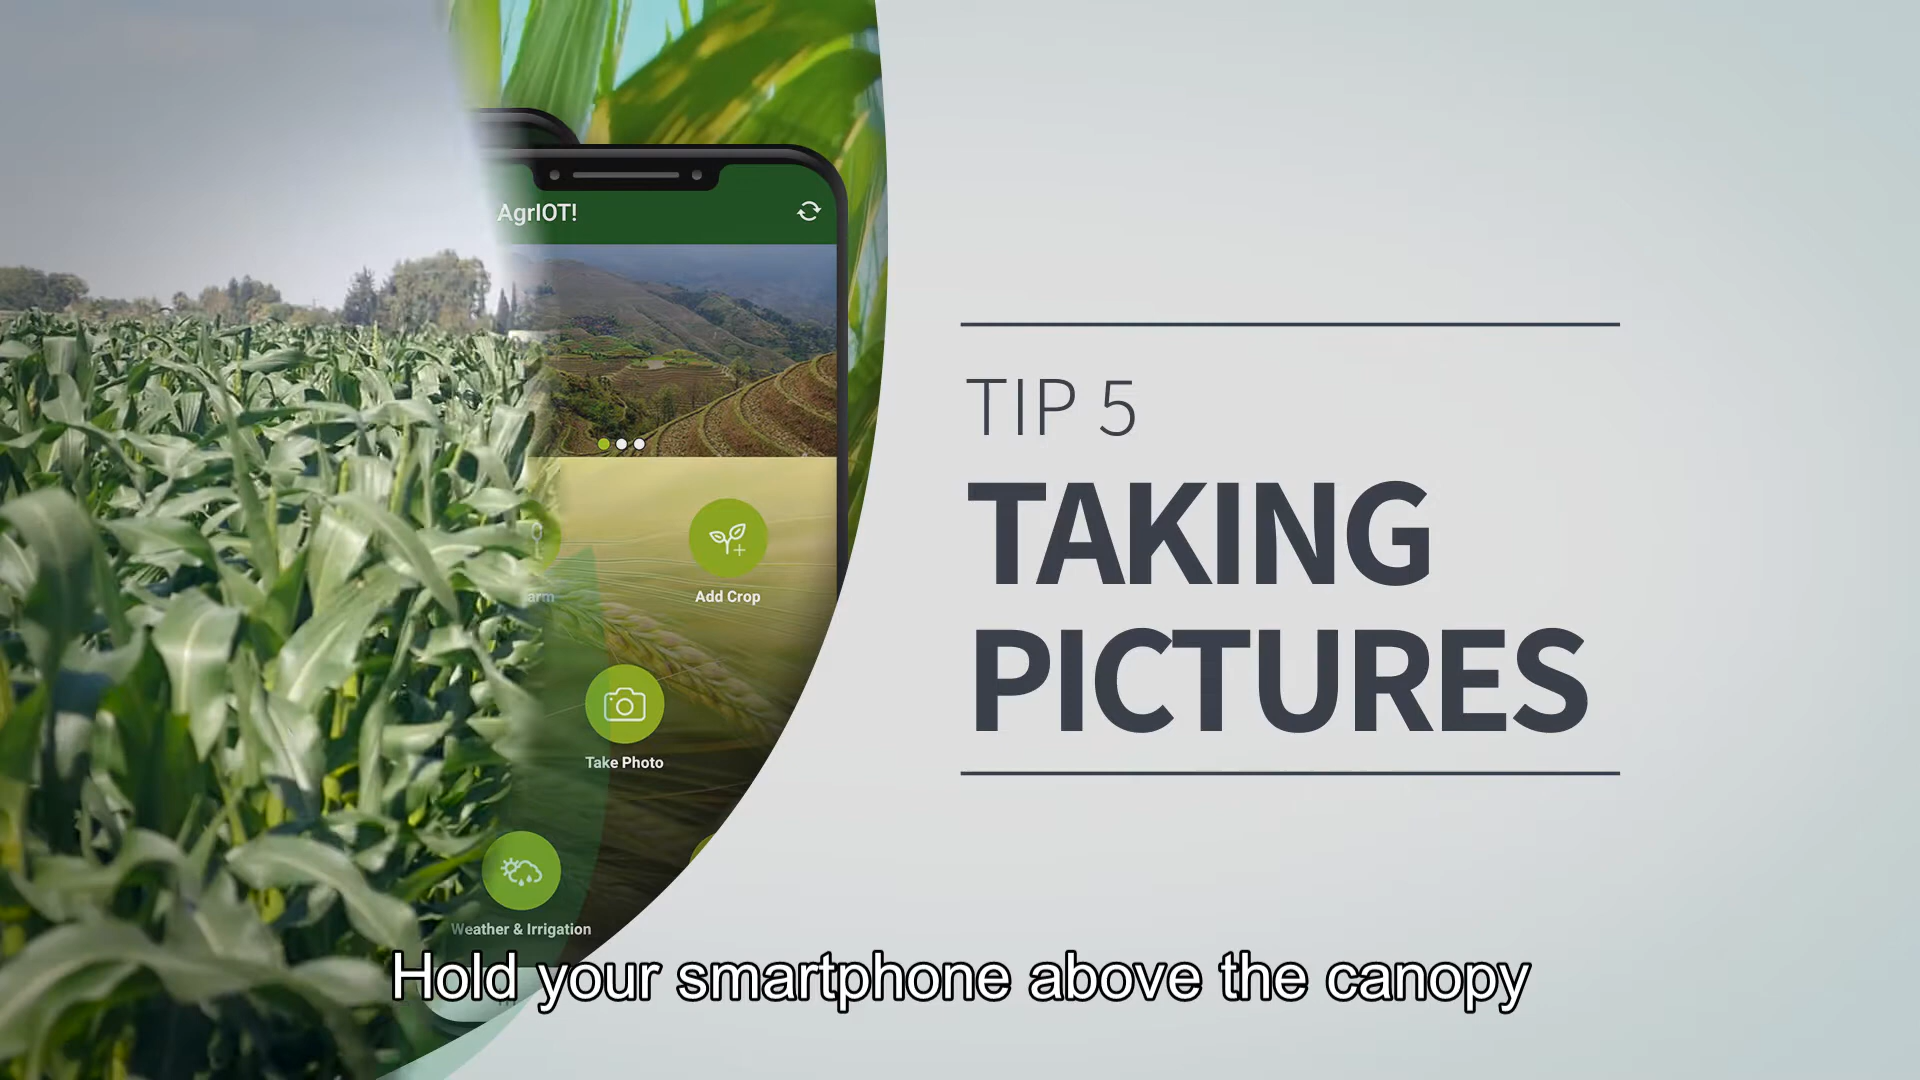 AgrIOT!
TIP 5
TAKING
PICTURES
Add Crop
Take Photo
Weather & Irrigation
Hold your smartphone above the canopy